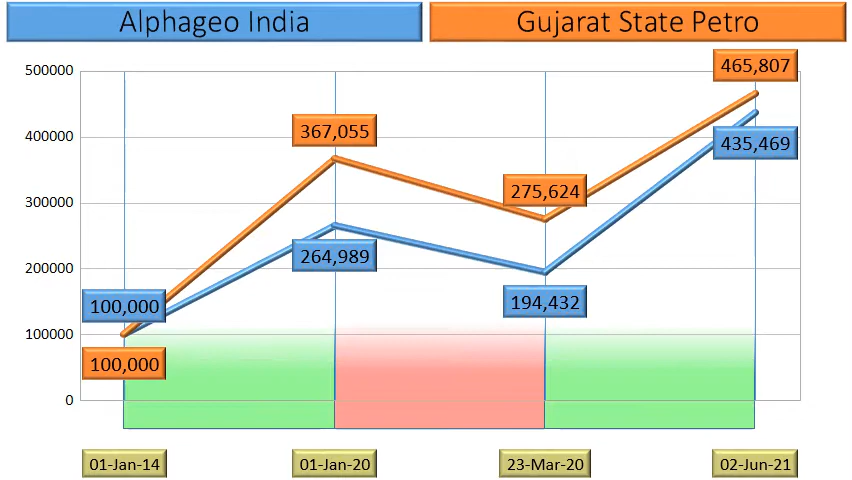 Alphageo India
Gujarat State Petro
500000
465,807
435,469
400000
367,055
300000
275,624
264,989
200000
194,432
100,000
100000
100,000
0
01-Jan-14
01-Jan-20
23-Mar-20
02-Jun-21